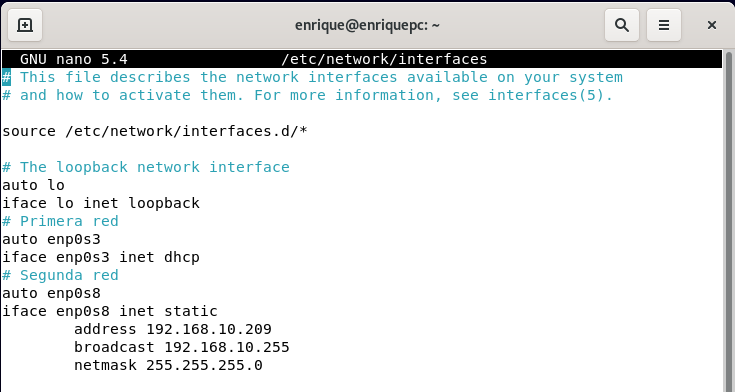 enrique@enriquepc: ~
GNU nano 5.4 /etc/network/interfaces
# This file describes the network interfaces available on your system
# and how to activate them. For more information, see interfaces(5).
source /etc/network/interfaces.d/*
# The loopback network interface
auto lo
iface lo inet loopback
# Primera red
auto enp0s3
iface enp0s3 inet dhcp
# Segunda red
auto enp0s8
iface enp0s8 inet static
address 192.168.10.209
broadcast 192.168.10.255
netmask 255.255.255.0